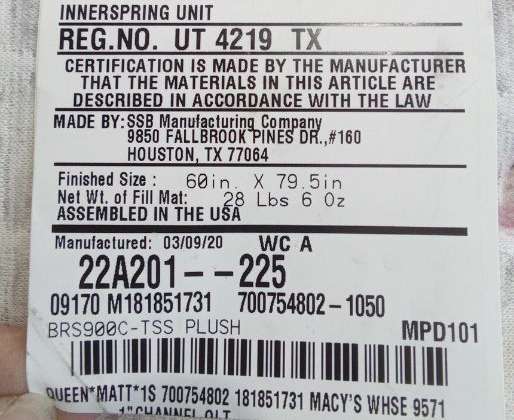 INNERSPRING UNIT
REG.NO. UT 4219 TX
CERTIFICATION IS MADE BY THE MANUFACTURER
THAT THE MATERIALS IN THIS ARTICLE ARE
DESCRIBED IN ACCORDANCE WITH THE LAW
MADE BY:SSB Manufacturing Company
9850 FALLBROOK PINES DR.,#160
HOUSTON, TX 77064
Finished Size : 60in. X 79.5in
Net Wt. of Fill Mat: 28 Lbs 6 Oz
ASSEMBLED IN THE USA
Manufactured: 03/09/20 WC A
22A201--225
09170 M181851731 700754802-1050
BRS900C-TSS PLUSH MPD101
QUEEN*MATT*1S 700754802 181851731 MACY'S WHSE 9571
1"CHANNEL QLT